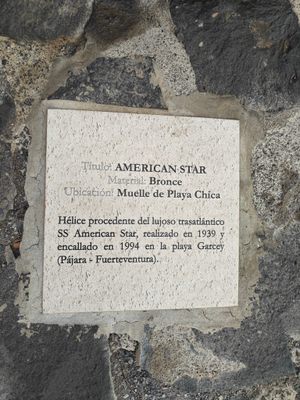 Título: AMERICAN STAR
Material: Bronce
Ubicación: Muelle de Playa Chica
Hélice procedente del lujoso trasatlántico
SS American Star, realizado en 1939 y
encallado en 1994 en la playa Garcey
(Pájara - Fuerteventura).